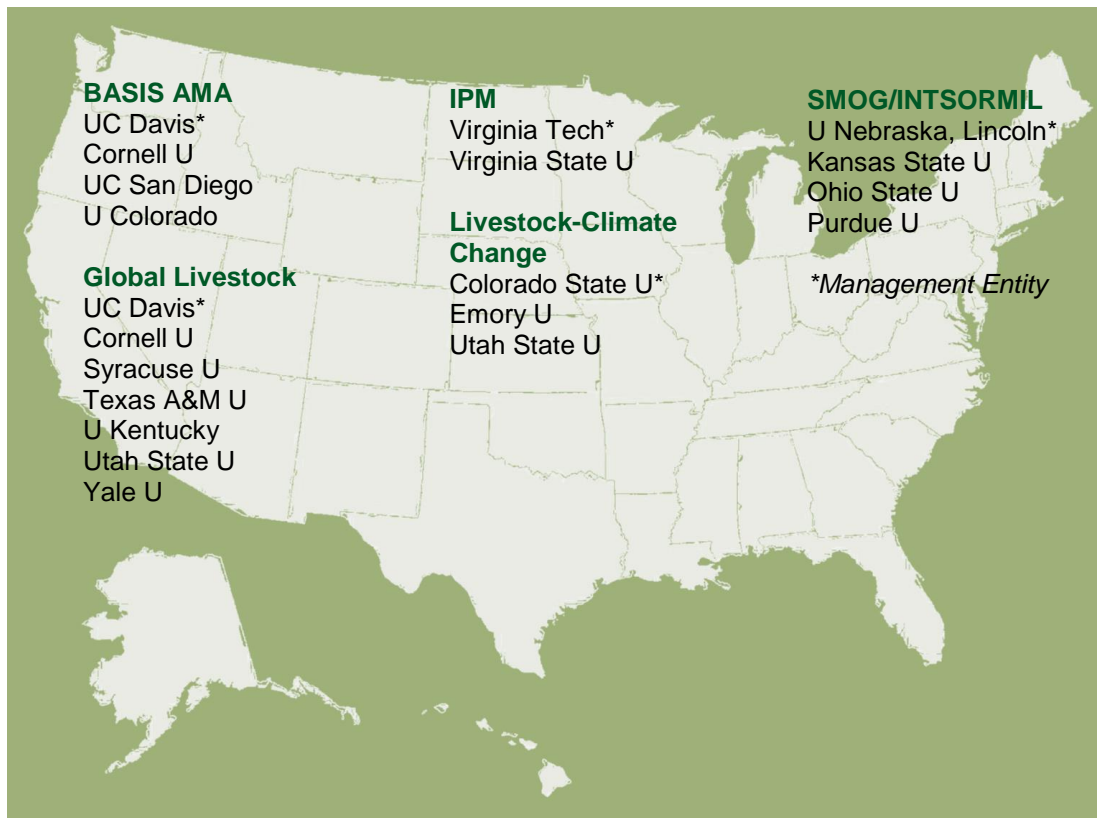 BASIS AMA
UC Davis*
Cornell U
UC San Diego
U Colorado
Global Livestock
UC Davis*
Cornell U
Syracuse U
Texas A&M U
U Kentucky
Utah State U
Yale U
IPM
Virginia Tech*
Virginia State U
Livestock-Climate
Change
Colorado State U*
Emory U
Utah State U
SMOG/INTSORMIL
U Nebraska, Lincoln*
Kansas State U
Ohio State U
Purdue U
*Management Entity